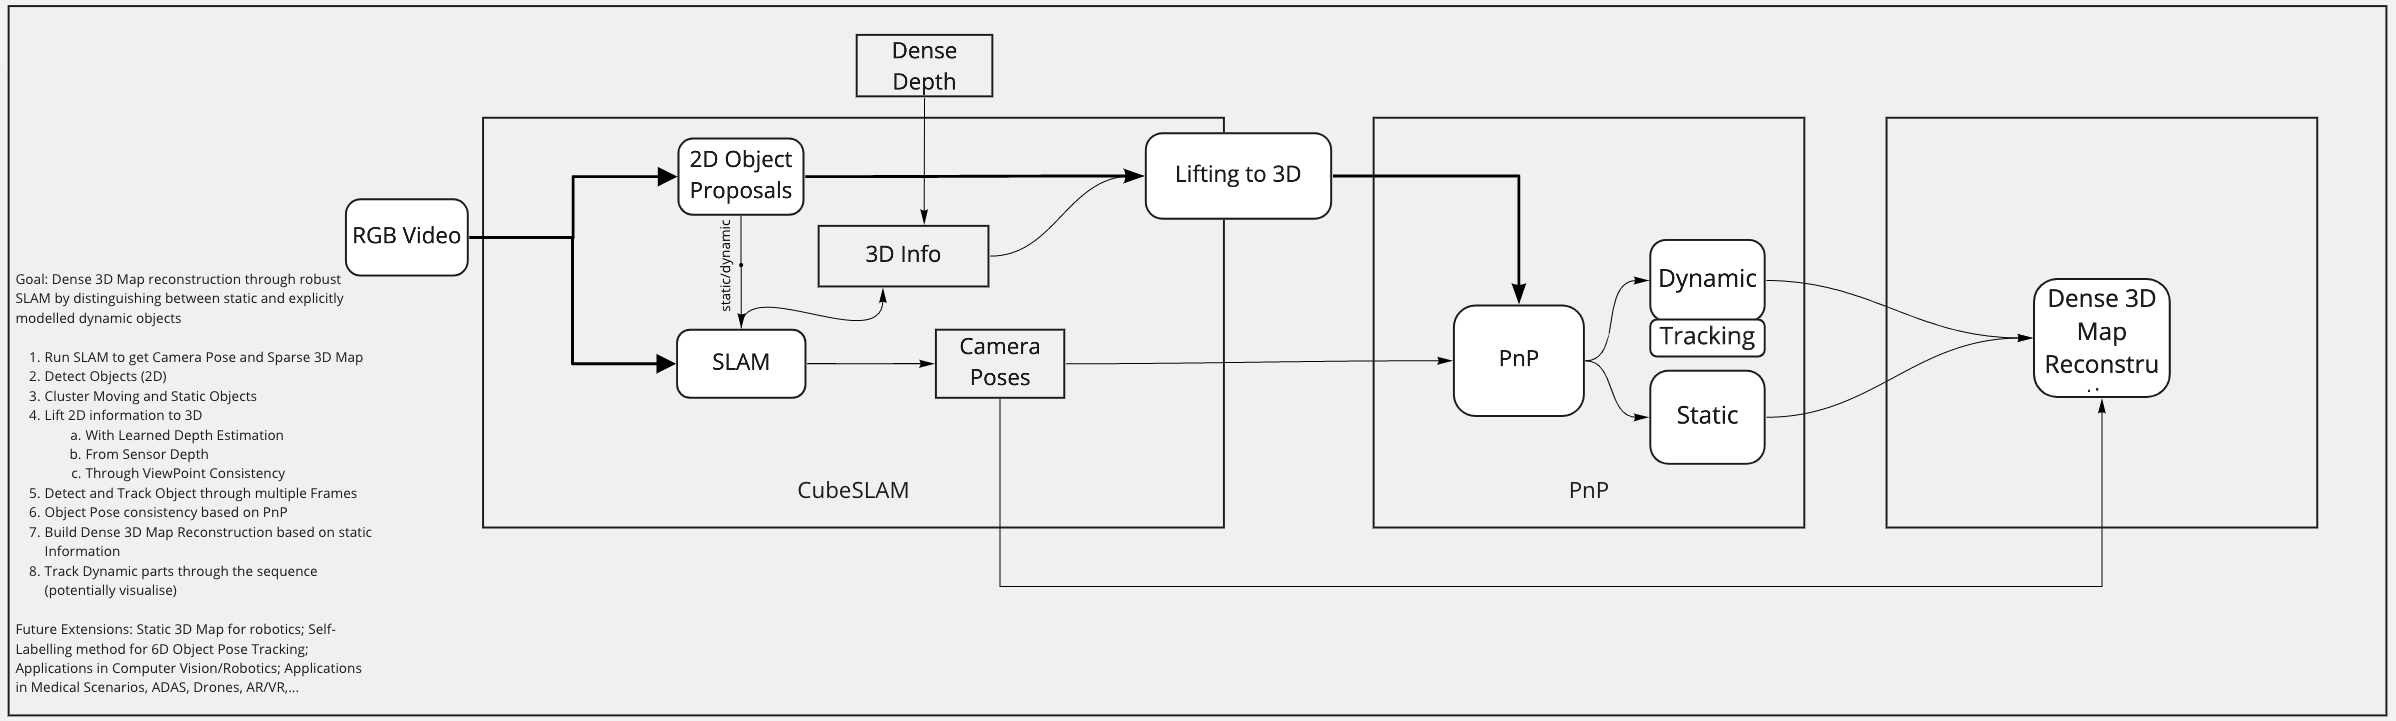 Dense
Depth
2D Object
Proposals
Lifting to 3D
RGB Video
static/dynamic
3D Info
SLAM
Camera
Poses
CubeSLAM
PnP
Dynamic
Tracking
Static
PnP
Dense 3D
Map
Reconstru
Goal: Dense 3D Map reconstruction through robust
SLAM by distinguishing between static and explicitly
modelled dynamic objects
1. Run SLAM to get Camera Pose and Sparse 3D Map
2. Detect Objects (2D)
3. Cluster Moving and Static Objects
4. Lift 2D information to 3D
a. With Learned Depth Estimation
b. From Sensor Depth
c. Through ViewPoint Consistency
5. Detect and Track Object through multiple Frames
6. Object Pose consistency based on PnP
7. Build Dense 3D Map Reconstruction based on static
Information
8. Track Dynamic parts through the sequence
(potentially visualise)
Future Extensions: Static 3D Map for robotics; Self-
Labelling method for 6D Object Pose Tracking;
Applications in Computer Vision/Robotics; Applications
in Medical Scenarios, ADAS, Drones, AR/VR,...